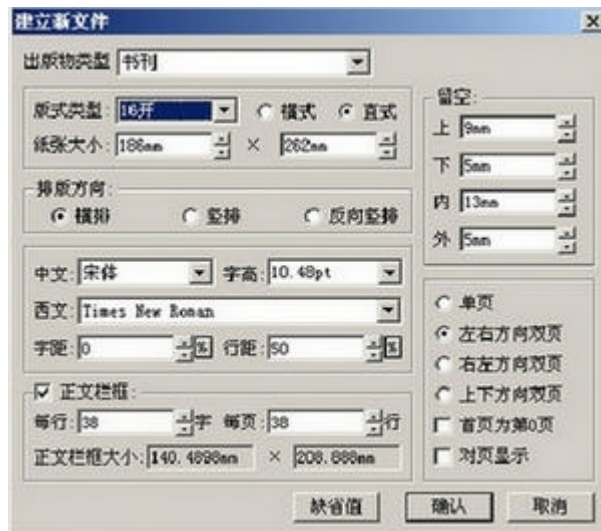 建立新文件
出版物类型 书刊
版式类型: 16开 横式 直式
纸张大小: 186mm × 262mm
排版方向:
横排 竖排 反向竖排
中文: 宋体 字高: 10.48pt
西文: Times New Roman
字距: 0 % 行距: 50 %
正文栏框:
每行: 38 字 每页: 38 行
正文栏框大小: 140.4898mm × 208.888mm
留空:
上 9mm
下 5mm
内 13mm
外 5mm
单页
左右方向双页
右左方向双页
上下方向双页
首页为第0页
对页显示
缺省值 确认 取消